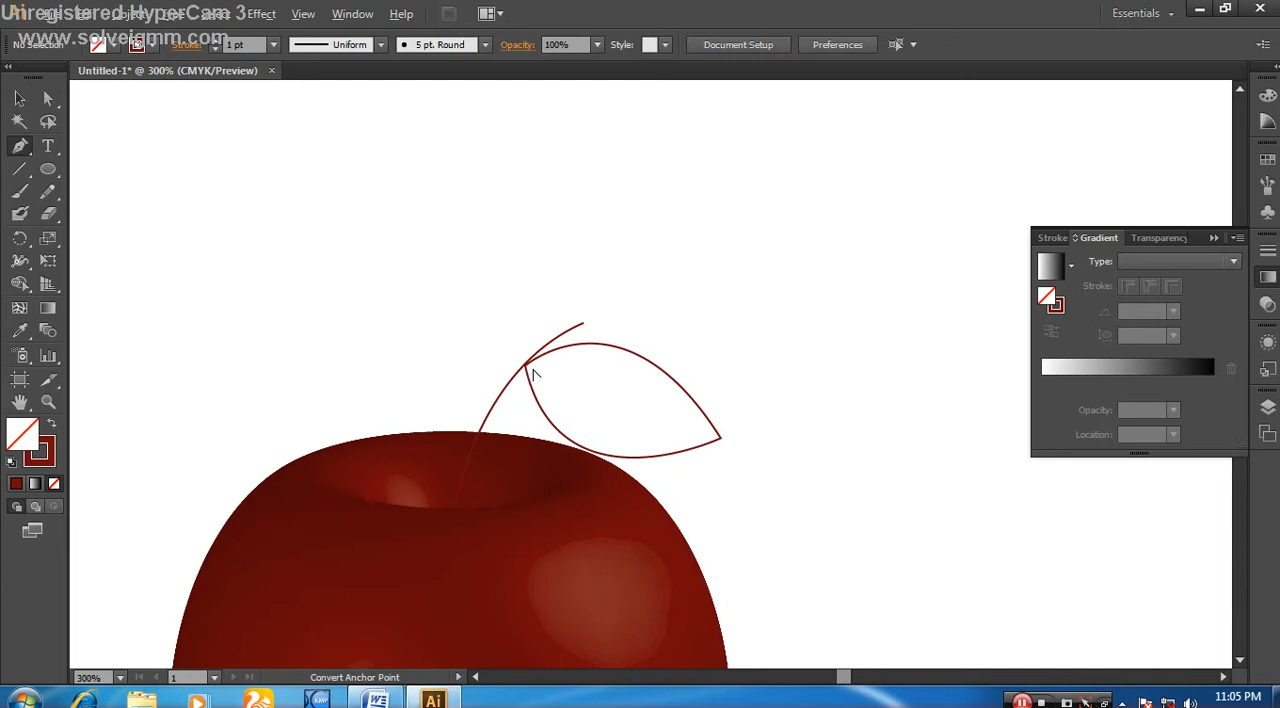 Unregistered HyperCam 3
Effect View Window Help
Essentials
www.solveigmm.com
No Selection Stroke: 1 pt Uniform 5 pt. Round Opacity: 100% Style: Document Setup Preferences
Untitled-1* @ 300% (CMYK/Preview)
Stroke Gradient Transparency
Type:
Stroke:
Opacity:
Location:
300% 1 Convert Anchor Point
Ai 11:05 PM